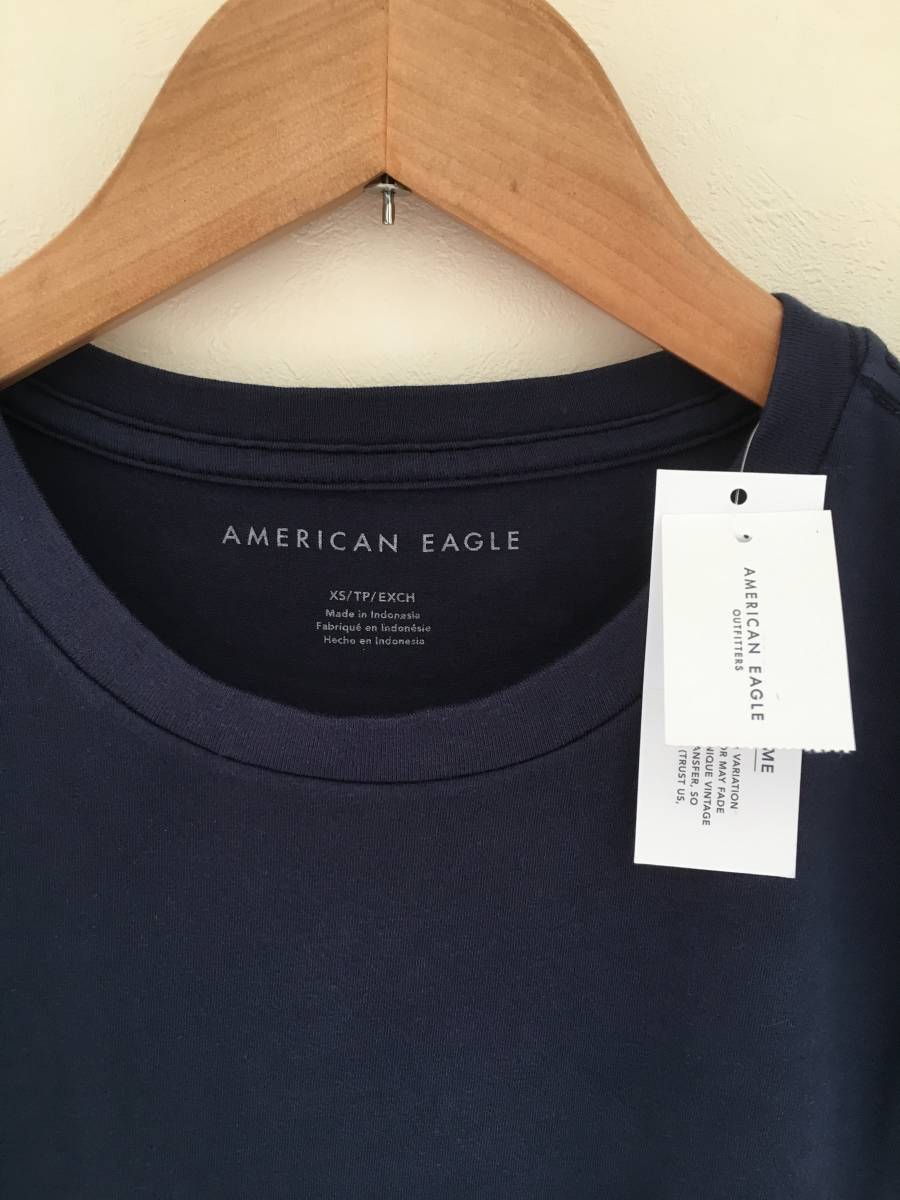 AMERICAN EAGLE
XS/TP/EXCH
Made in Indonesia
Fabriqué en Indonésie
Hecho en Indonesia
AMERICAN EAGLE
OUTFITTERS
ME
VARIATION
OR MAY FADE
NIQUE VINTAGE
ANSFER, SO
(TRUST US,